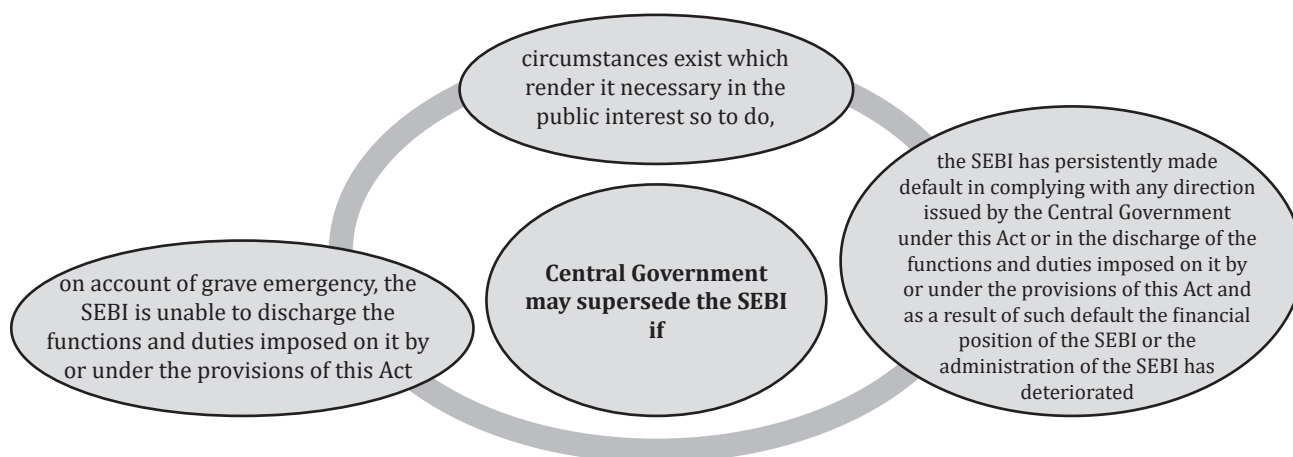 circumstances exist which
render it necessary in the
public interest so to do,
the SEBI has persistently made
default in complying with any direction
issued by the Central Government
under this Act or in the discharge of the
functions and duties imposed on it by
or under the provisions of this Act and
as a result of such default the financial
position of the SEBI or the
administration of the SEBI has
deteriorated
Central Government
may supersede the SEBI
if
on account of grave emergency, the
SEBI is unable to discharge the
functions and duties imposed on it by
or under the provisions of this Act